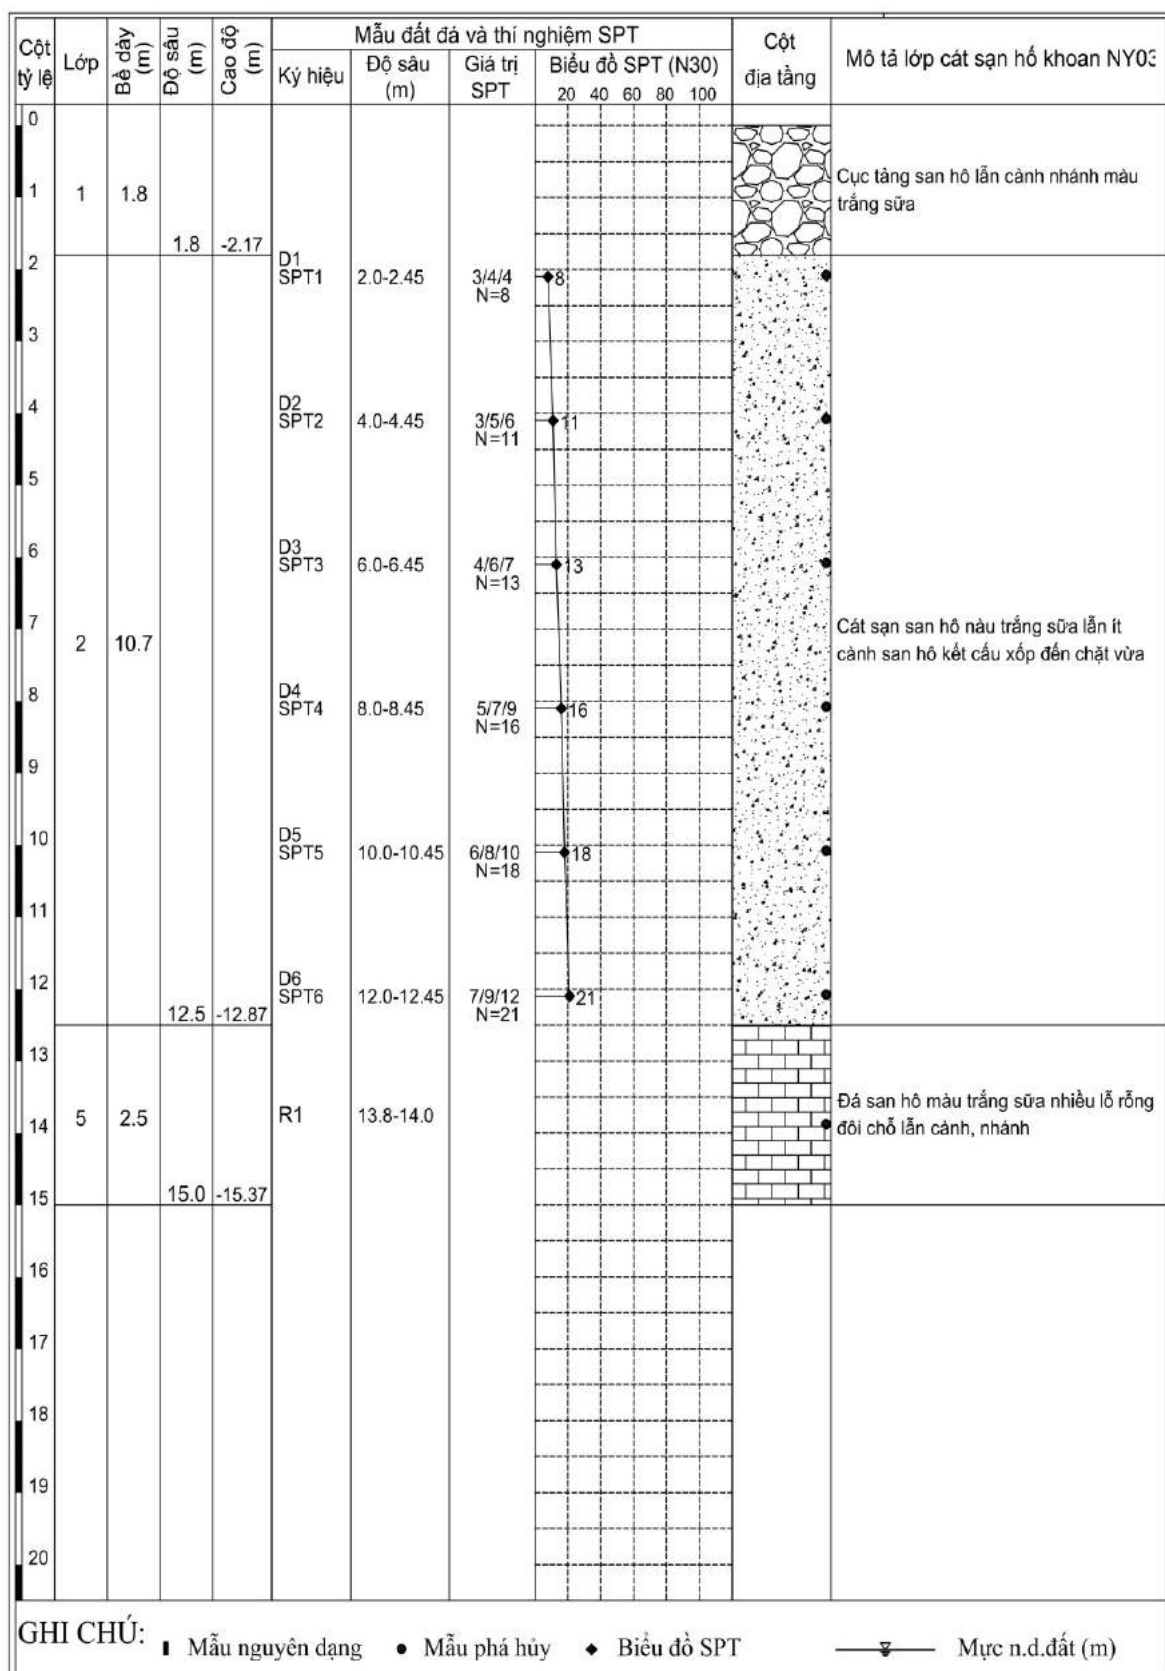 Cột
tỷ lệ
Lớp
Bề dày
(m)
Độ sâu
(m)
Cao độ
(m)
Mẫu đất đá và thí nghiệm SPT
Ký hiệu
Độ sâu
(m)
Giá trị
SPT
Biểu đồ SPT (N30)
20 40 60 80 100
Cột
địa tầng
Mô tả lớp cát sạn hố khoan NY03
0
1
1 1.8
1.8 -2.17
Cục tảng san hô lẫn cành nhánh màu
trắng sữa
2
D1
SPT1 2.0-2.45 3/4/4
N=8
8
3
4
D2
SPT2 4.0-4.45 3/5/6
N=11
11
5
6
D3
SPT3 6.0-6.45 4/6/7
N=13
13
7
2 10.7
Cát sạn san hô nàu trắng sữa lẫn ít
cành san hô kết cấu xốp đến chặt vừa
8
D4
SPT4 8.0-8.45 5/7/9
N=16
16
9
10
D5
SPT5 10.0-10.45 6/8/10
N=18
18
11
12
D6
SPT6 12.0-12.45 7/9/12
N=21
21
12.5 -12.87
13
14
5 2.5
R1 13.8-14.0
Đá san hô màu trắng sữa nhiều lỗ rỗng
đôi chỗ lẫn cành, nhánh
15
15.0 -15.37
16
17
18
19
20
GHI CHÚ:
Mẫu nguyên dạng
Mẫu phá hủy
Biểu đồ SPT
Mực n.d.đất (m)